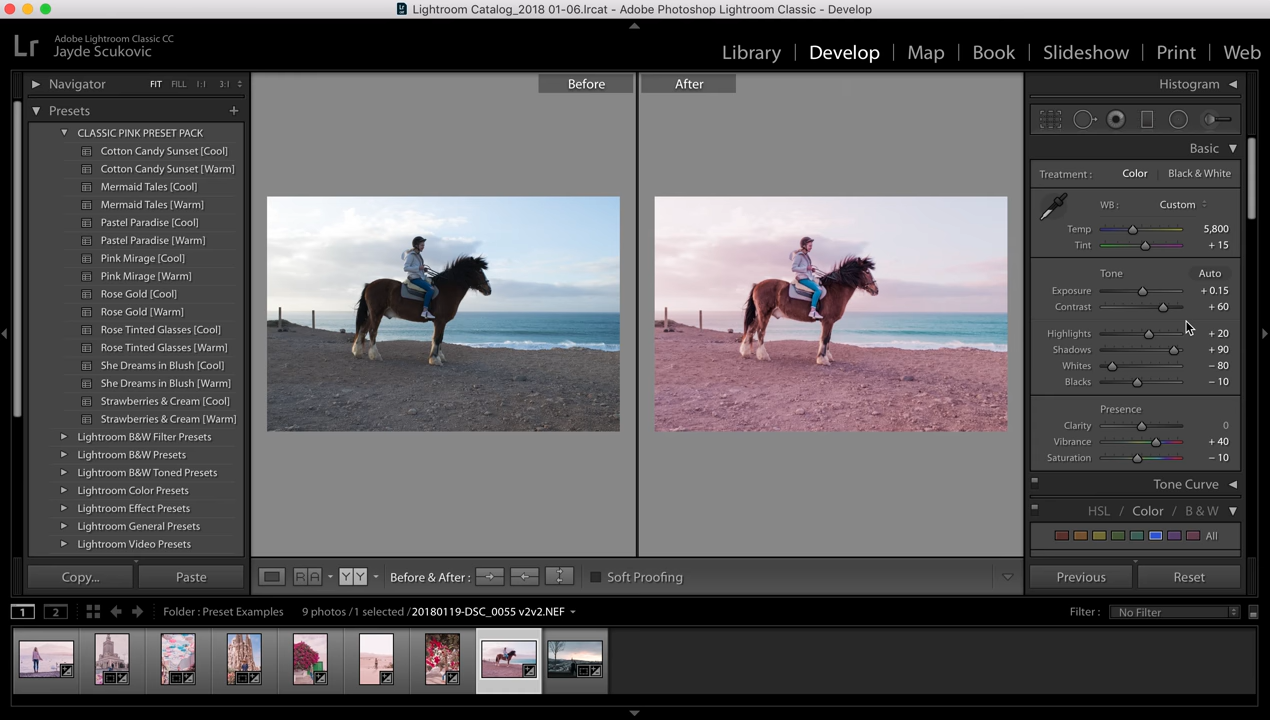 Lightroom Catalog_2018 01-06.lrcat - Adobe Photoshop Lightroom Classic - Develop
Lr
Adobe Lightroom Classic CC
Jayde Scukovic
Library | Develop | Map | Book | Slideshow | Print | Web
Navigator FIT FILL 1:1 3:1
Presets +
CLASSIC PINK PRESET PACK
Cotton Candy Sunset [Cool]
Cotton Candy Sunset [Warm]
Mermaid Tales [Cool]
Mermaid Tales [Warm]
Pastel Paradise [Cool]
Pastel Paradise [Warm]
Pink Mirage [Cool]
Pink Mirage [Warm]
Rose Gold [Cool]
Rose Gold [Warm]
Rose Tinted Glasses [Cool]
Rose Tinted Glasses [Warm]
She Dreams in Blush [Cool]
She Dreams in Blush [Warm]
Strawberries & Cream [Cool]
Strawberries & Cream [Warm]
Lightroom B&W Filter Presets
Lightroom B&W Presets
Lightroom B&W Toned Presets
Lightroom Color Presets
Lightroom Effect Presets
Lightroom General Presets
Lightroom Video Presets
Copy... Paste
Before After
R A Y Y Before & After : Soft Proofing
Histogram
Basic
Treatment : Color | Black & White
WB : Custom
Temp 5,800
Tint + 15
Tone Auto
Exposure + 0.15
Contrast + 60
Highlights + 20
Shadows + 90
Whites − 80
Blacks − 10
Presence
Clarity 0
Vibrance + 40
Saturation − 10
Tone Curve
HSL / Color / B & W
All
Previous Reset
1 2 Folder : Preset Examples 9 photos / 1 selected / 20180119-DSC_0055 v2v2.NEF Filter : No Filter